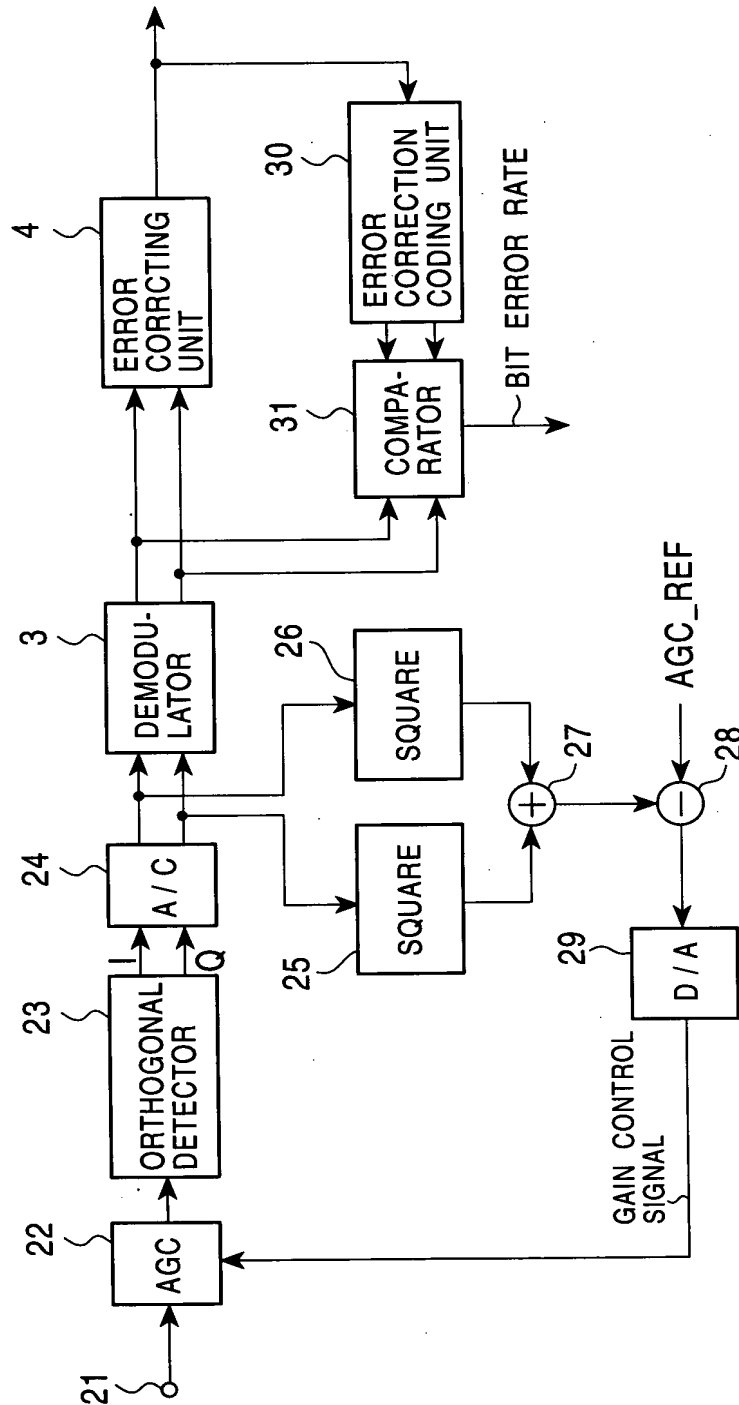 21
22
AGC
23
ORTHOGONAL
DETECTOR
I
Q
24
A/C
3
DEMODU-
LATOR
4
ERROR
CORRCTING
UNIT
25
SQUARE
26
SQUARE
27
+
AGC_REF
28
-
29
D/A
GAIN CONTROL
SIGNAL
31
COMPA-
RATOR
30
ERROR
CORRECTION
CODING UNIT
BIT ERROR RATE